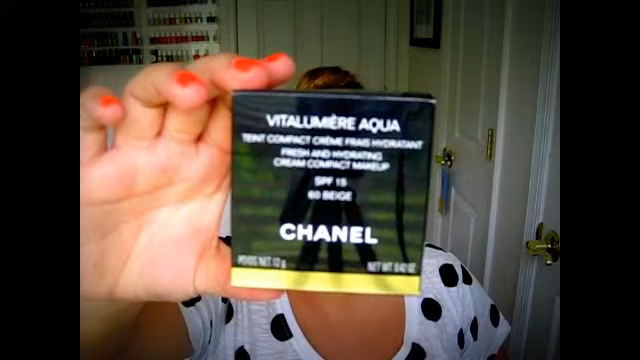 VITALUMIÈRE AQUA
TEINT COMPACT CRÈME FRAIS HYDRATANT
FRESH AND HYDRATING
CREAM COMPACT MAKEUP
SPF 15
60 BEIGE
CHANEL
POIDS NET 12 g NET WT. 0.42 OZ.